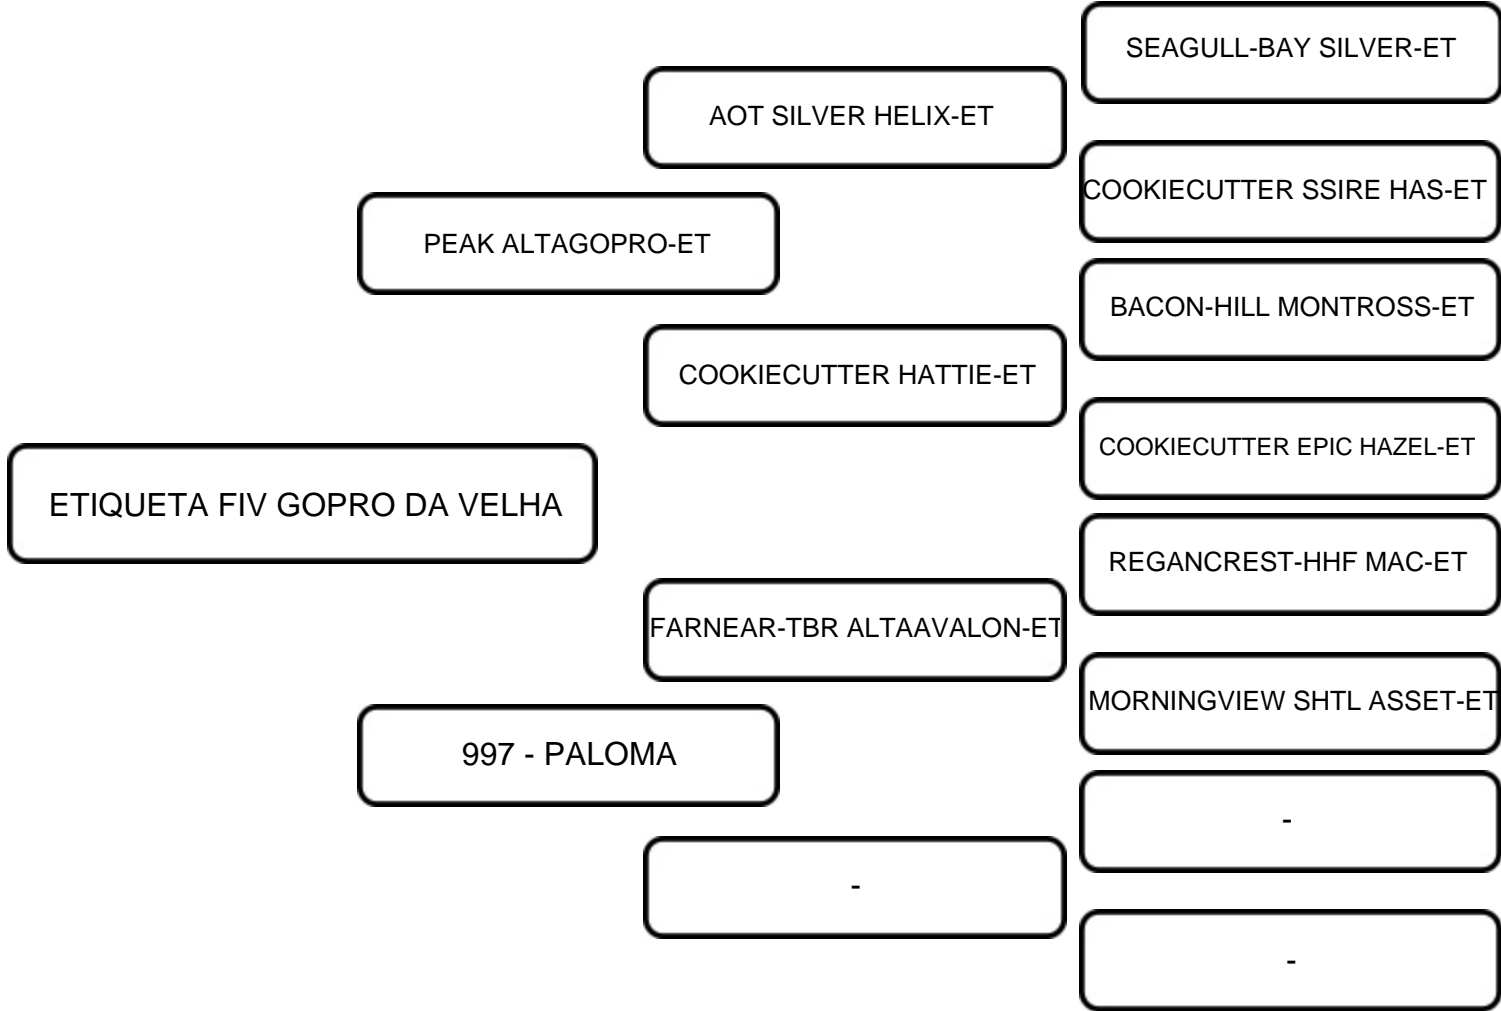 SEAGULL-BAY SILVER-ET
AOT SILVER HELIX-ET
COOKIECUTTER SSIRE HAS-ET
PEAK ALTAGOPRO-ET
BACON-HILL MONTROSS-ET
COOKIECUTTER HATTIE-ET
COOKIECUTTER EPIC HAZEL-ET
ETIQUETA FIV GOPRO DA VELHA
REGANCREST-HHF MAC-ET
FARNEAR-TBR ALTAAVALON-ET
MORNINGVIEW SHTL ASSET-ET
997 - PALOMA
-
-
-